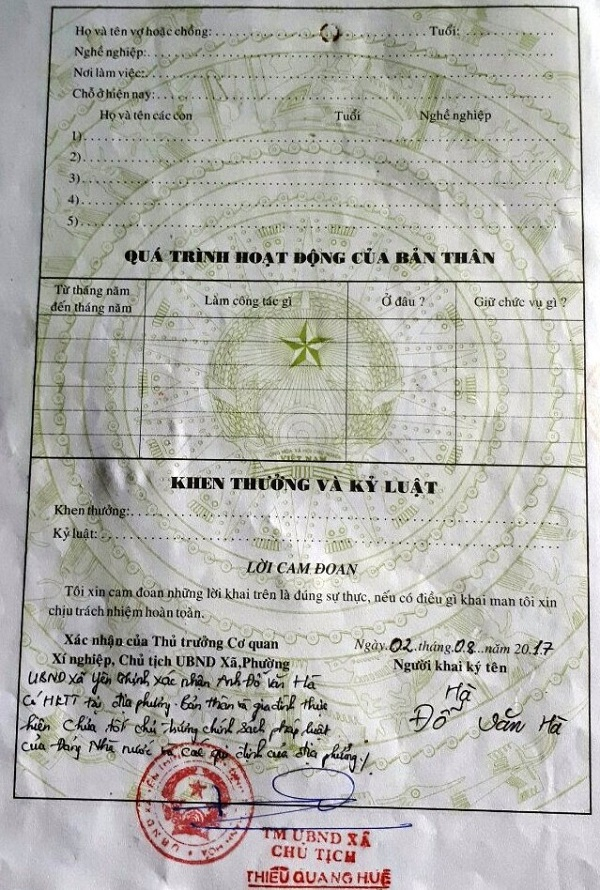 Họ và tên vợ hoặc chồng: Tuổi:
Nghề nghiệp:
Nơi làm việc:
Chỗ ở hiện nay:
Họ và tên các con Tuổi Nghề nghiệp
1)
2)
3)
4)
5)
QUÁ TRÌNH HOẠT ĐỘNG CỦA BẢN THÂN
Từ tháng năm đến tháng năm Làm công tác gì Ở đâu ? Giữ chức vụ gì ?
VIỆT NAM
KHEN THƯỞNG VÀ KỶ LUẬT
Khen thưởng:
Kỷ luật:
LỜI CAM ĐOAN
Tôi xin cam đoan những lời khai trên là đúng sự thực, nếu có điều gì khai man tôi xin
chịu trách nhiệm hoàn toàn.
Xác nhận của Thủ trưởng Cơ quan
Xí nghiệp, Chủ tịch UBND Xã,Phường
Ngày 02 tháng 08 năm 2017
Người khai ký tên
UBND xã Yên Thịnh xác nhận Anh Đỗ Văn Hà
Có HKTT tại địa phương. Bản thân và gia đình thực
hiện Chưa tốt chủ trương chính sách pháp luật
của Đảng Nhà nước và các qui định của địa phương
Hà
Đỗ Văn Hà
TM UBND XÃ
CHỦ TỊCH
THIỀU QUANG HUẾ